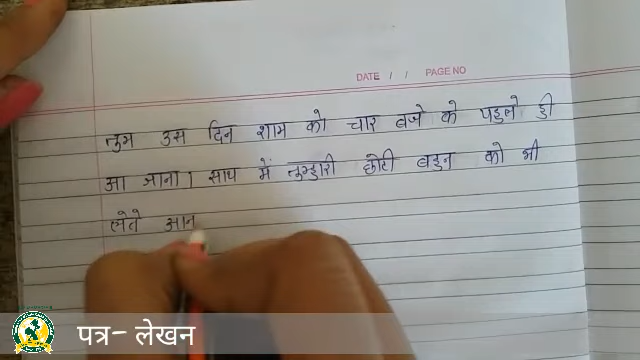 DATE / / PAGE NO
तुम उस दिन शाम को चार बजे के पहले ही
आ जाना। साथ में तुम्हारी छोटी बहन को भी
लेते आन
पत्र- लेखन